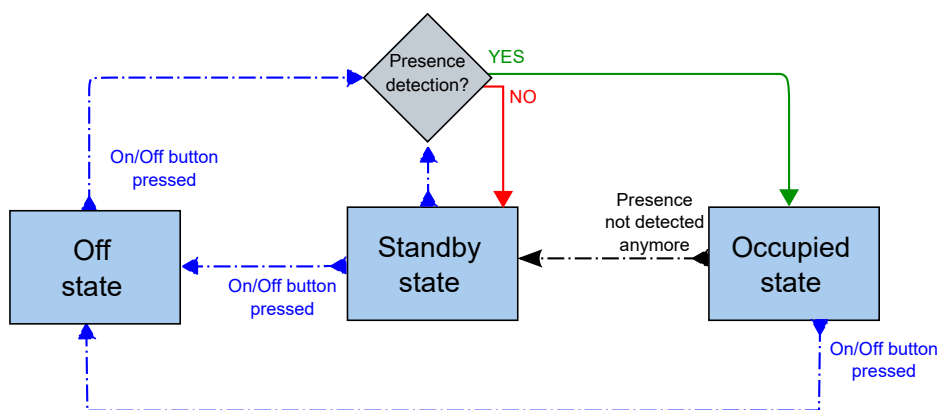 Presence
detection?
YES
NO
On/Off button
pressed
Presence
not detected
anymore
Off
state
Standby
state
Occupied
state
On/Off button
pressed
On/Off button
pressed